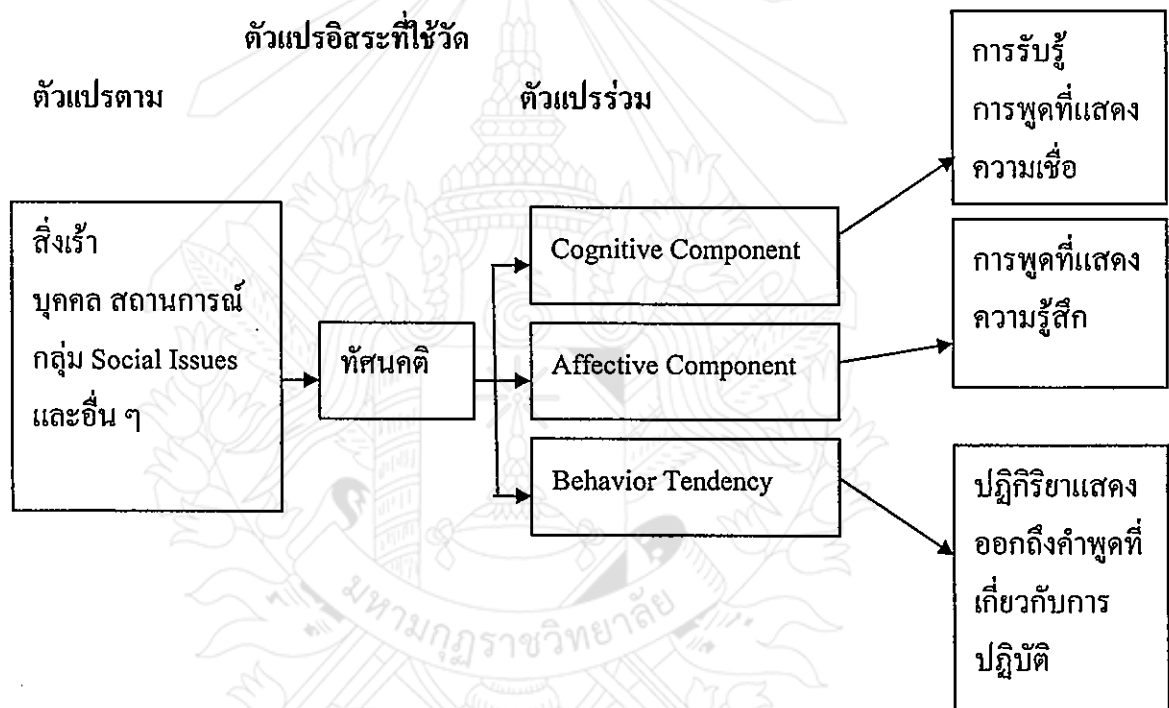 ตัวแปรอิสระที่ใช้วัด
ตัวแปรตาม
ตัวแปรร่วม
สิ่งเร้า
บุคคล สถานการณ์
กลุ่ม Social Issues
และอื่น ๆ
ทัศนคติ
Cognitive Component
Affective Component
Behavior Tendency
การรับรู้
การพูดที่แสดง
ความเชื่อ
การพูดที่แสดง
ความรู้สึก
ปฏิกิริยาแสดง
ออกถึงคำพูดที่
เกี่ยวกับการ
ปฏิบัติ
มหามกุฏราชวิทยาลัย